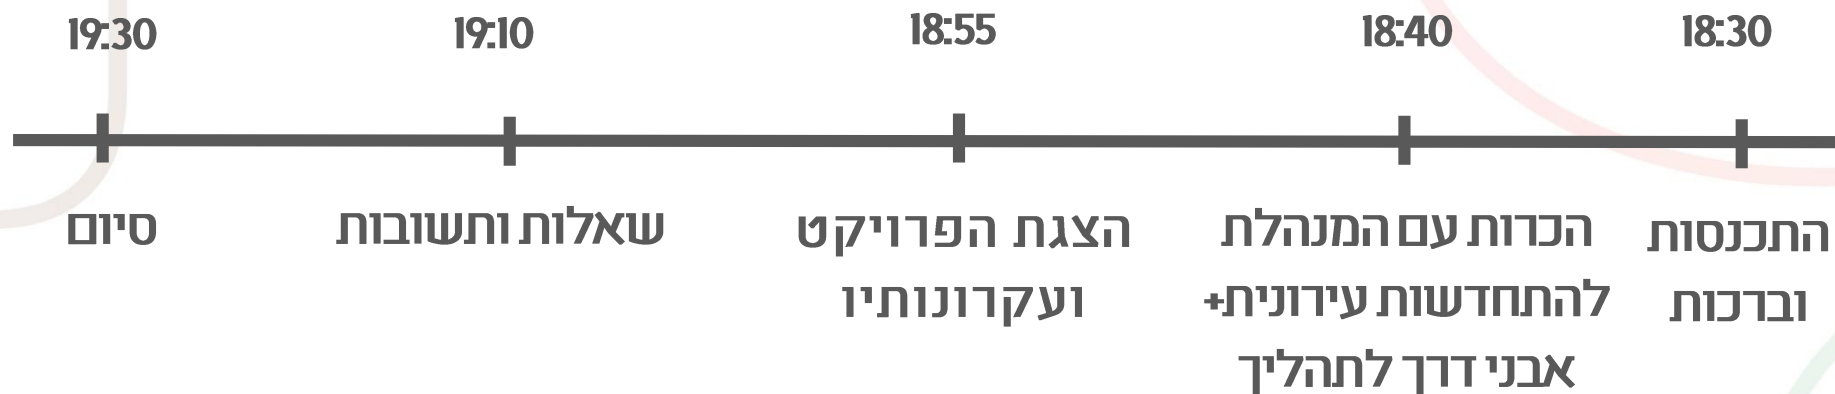 18:30
התכנסות
וברכות
18:40
הכרות עם המנהלת
להתחדשות עירונית+
אבני דרך לתהליך
18:55
הצגת הפרויקט
ועקרונותיו
19:10
שאלות ותשובות
19:30
סיום